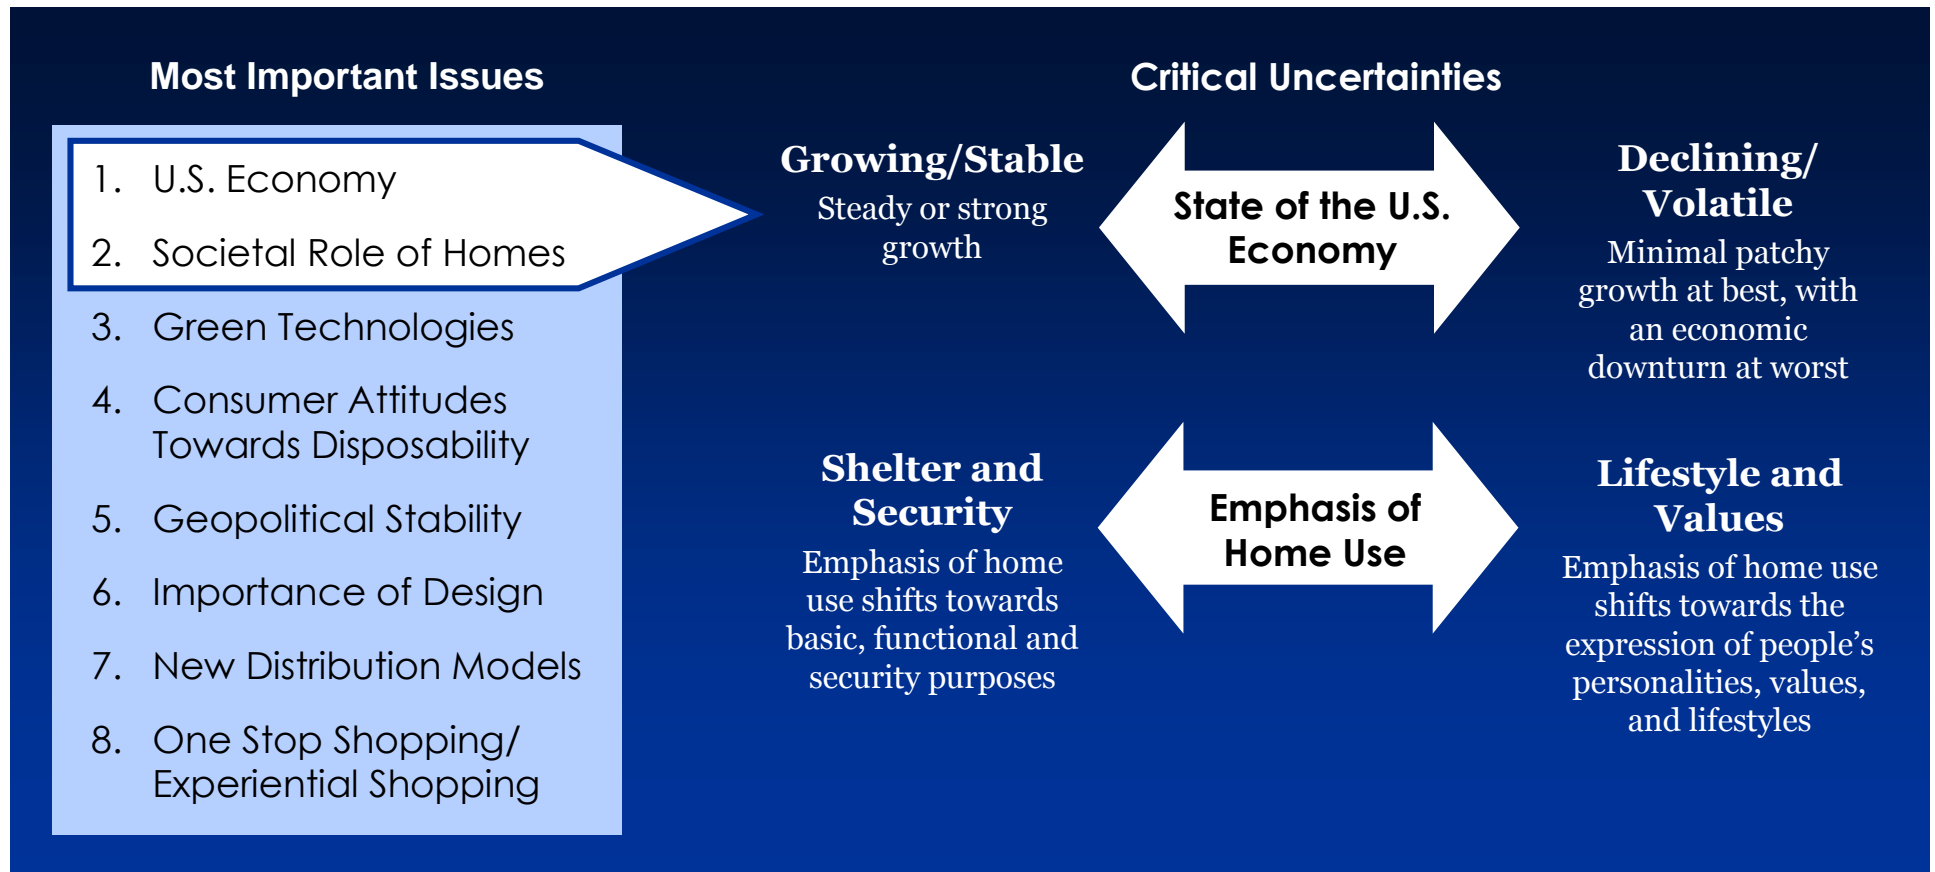 Most Important Issues
1. U.S. Economy
2. Societal Role of Homes
3. Green Technologies
4. Consumer Attitudes
Towards Disposability
5. Geopolitical Stability
6. Importance of Design
7. New Distribution Models
8. One Stop Shopping/
Experiential Shopping
Critical Uncertainties
Growing/Stable
Steady or strong
growth
State of the U.S.
Economy
Declining/
Volatile
Minimal patchy
growth at best, with
an economic
downturn at worst
Shelter and
Security
Emphasis of home
use shifts towards
basic, functional and
security purposes
Emphasis of
Home Use
Lifestyle and
Values
Emphasis of home use
shifts towards the
expression of people’s
personalities, values,
and lifestyles